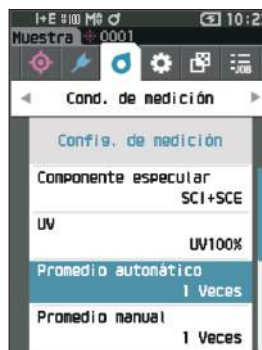 I+E M∅ 10:2
Muestra 0001
JOB
Cond. de medición
Config. de medición
Componente especular
SCI+SCE
UV
UV100%
Promedio automático
1 Veces
Promedio manual
1 Veces